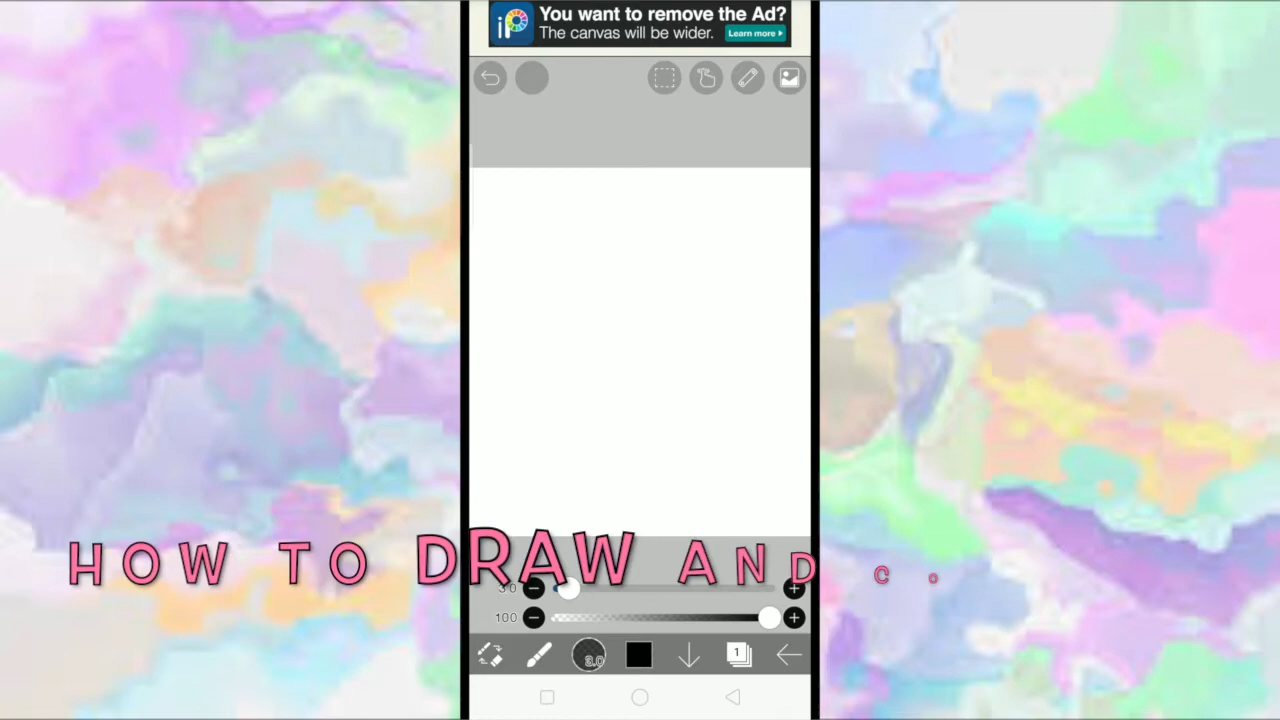 iP
You want to remove the Ad?
The canvas will be wider.
Learn more
HOW TO DRAW AND C
3.0
100
3.0
1